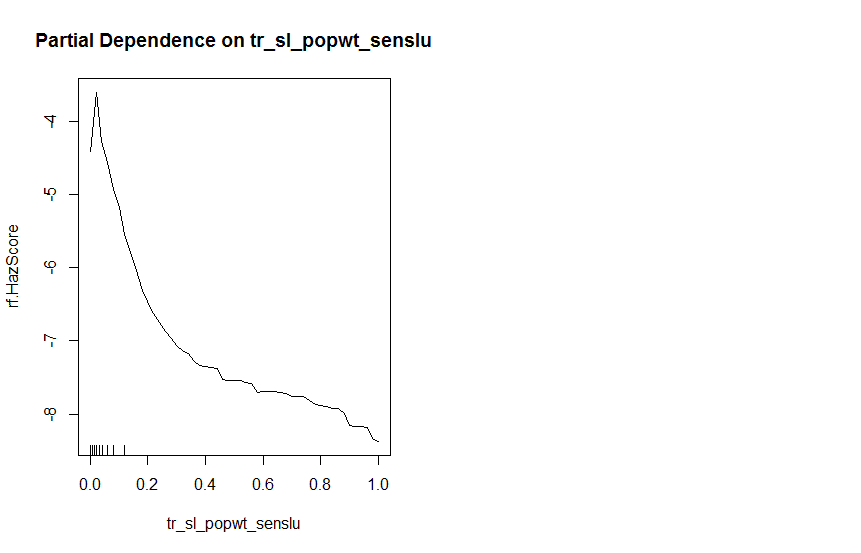 Partial Dependence on tr_sl_popwt_senslu
rf.HazScore
-4
-5
-6
-7
-8
0.0 0.2 0.4 0.6 0.8 1.0
tr_sl_popwt_senslu